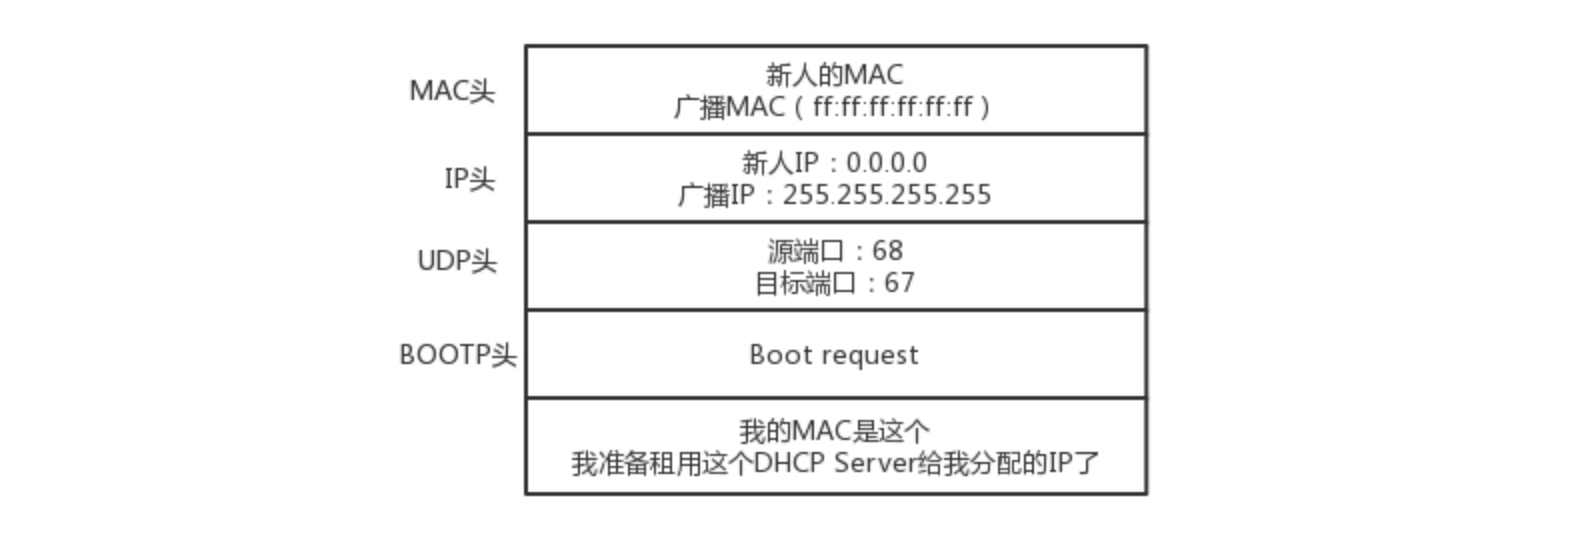 MAC头
新人的MAC
广播MAC（ff:ff:ff:ff:ff:ff）
IP头
新人IP：0.0.0.0
广播IP：255.255.255.255
UDP头
源端口：68
目标端口：67
BOOTP头
Boot request
我的MAC是这个
我准备租用这个DHCP Server给我分配的IP了